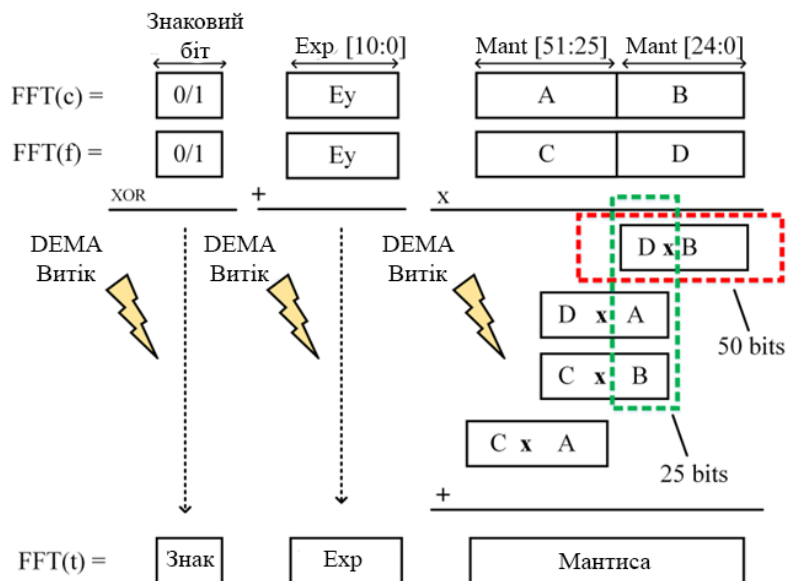 Знаковий
біт
Exp [10:0]
Mant [51:25]
Mant [24:0]
FFT(c) =
0/1
Ey
A
B
FFT(f) =
0/1
Ey
C
D
XOR
+
x
DEMA
Витік
DEMA
Витік
DEMA
Витік
D x B
D x A
50 bits
C x B
C x A
25 bits
+
FFT(t) =
Знак
Exp
Мантиса